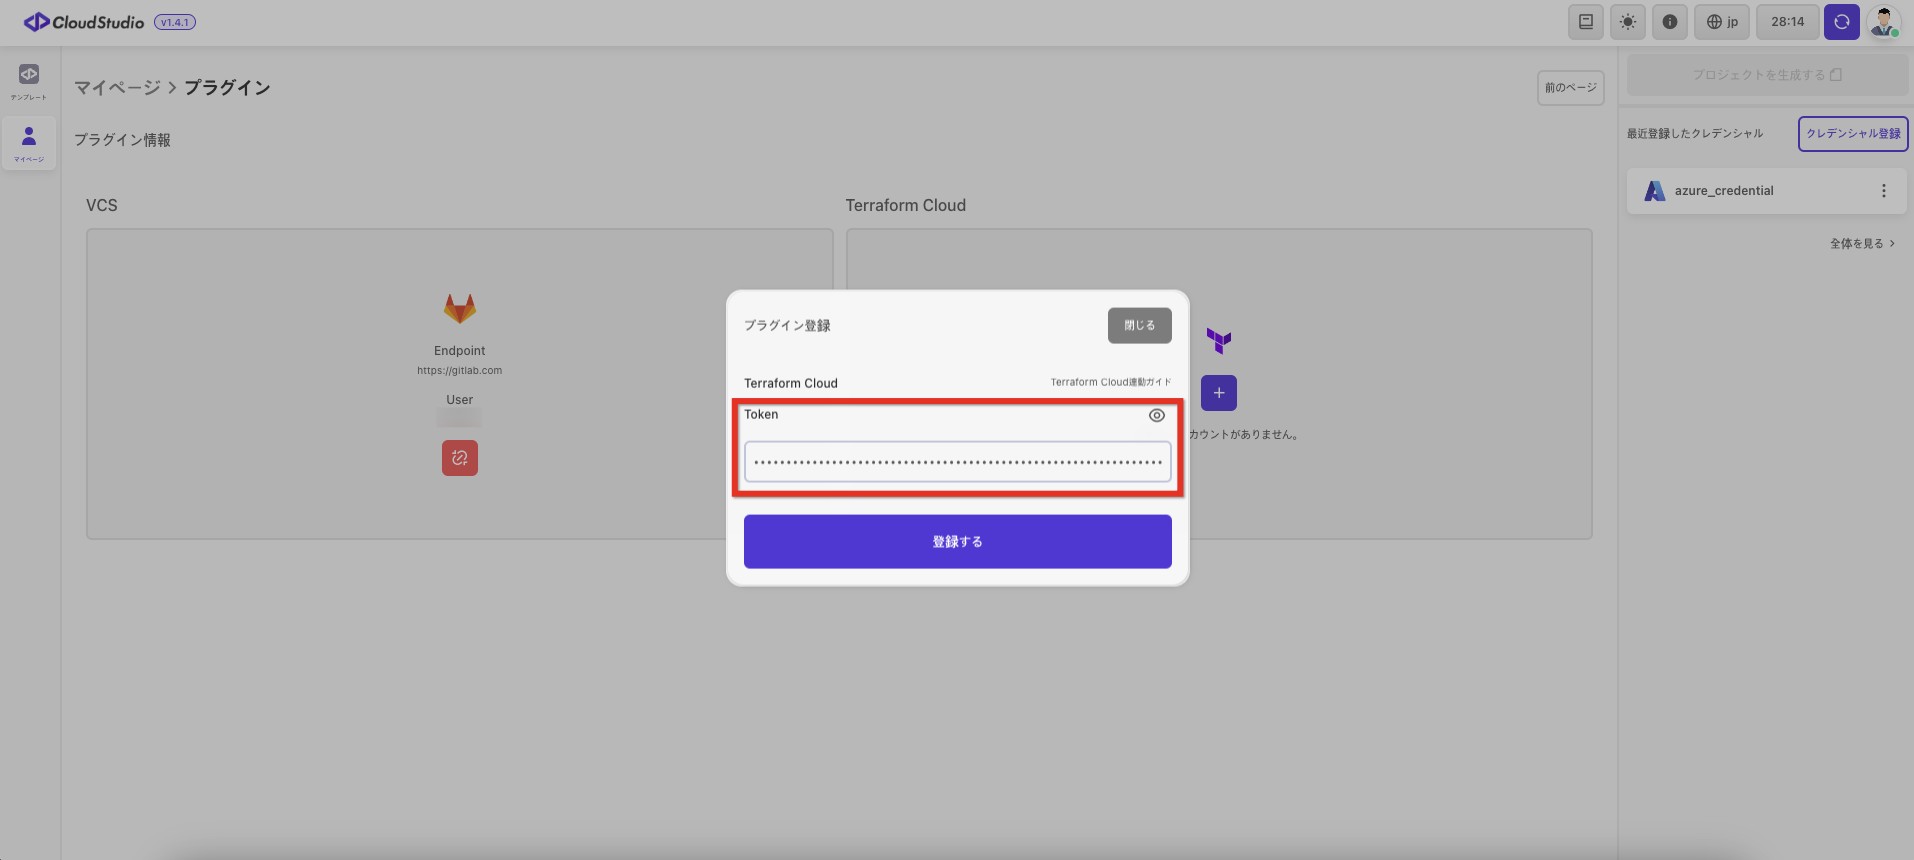 CloudStudio v1.4.1
jp
28:14
テンプレート
マイページ
マイページ > プラグイン
前のページ
プラグイン情報
VCS
Endpoint
https://gitlab.com
User
Terraform Cloud
カウントがありません。
プラグイン登録
閉じる
Terraform Cloud
Terraform Cloud連動ガイド
Token
登録する
プロジェクトを生成する
最近登録したクレデンシャル
クレデンシャル登録
azure_credential
全体を見る >